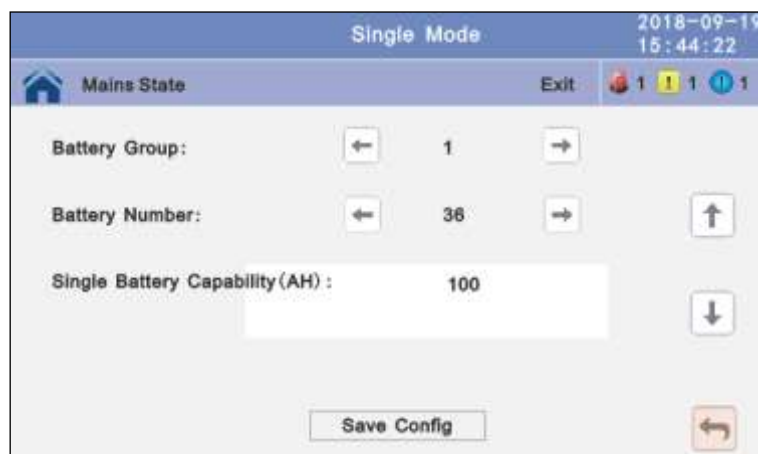 Single Mode
2018-09-19
15:44:22
Mains State
Exit
1
1
1
Battery Group:
1
Battery Number:
36
Single Battery Capability(AH):
100
Save Config